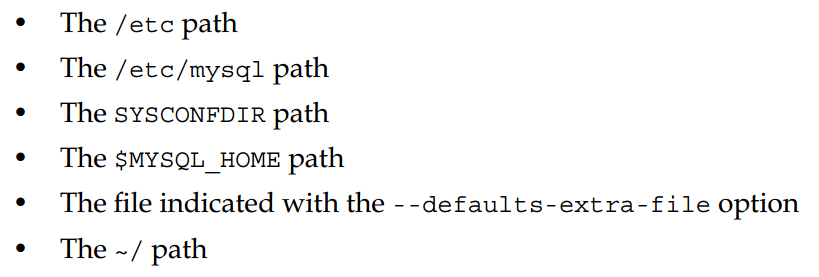 • The /etc path
• The /etc/mysql path
• The SYSCONFDIR path
• The $MYSQL_HOME path
• The file indicated with the --defaults-extra-file option
• The ~/ path